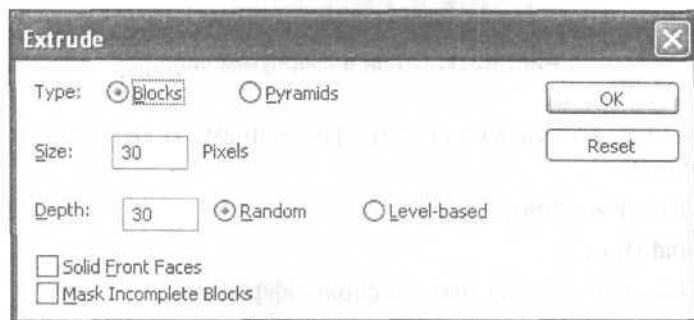 Extrude
Type: Blocks Pyramids OK
Size: 30 Pixels Reset
Depth: 30 Random Level-based
Solid Front Faces
Mask Incomplete Blocks